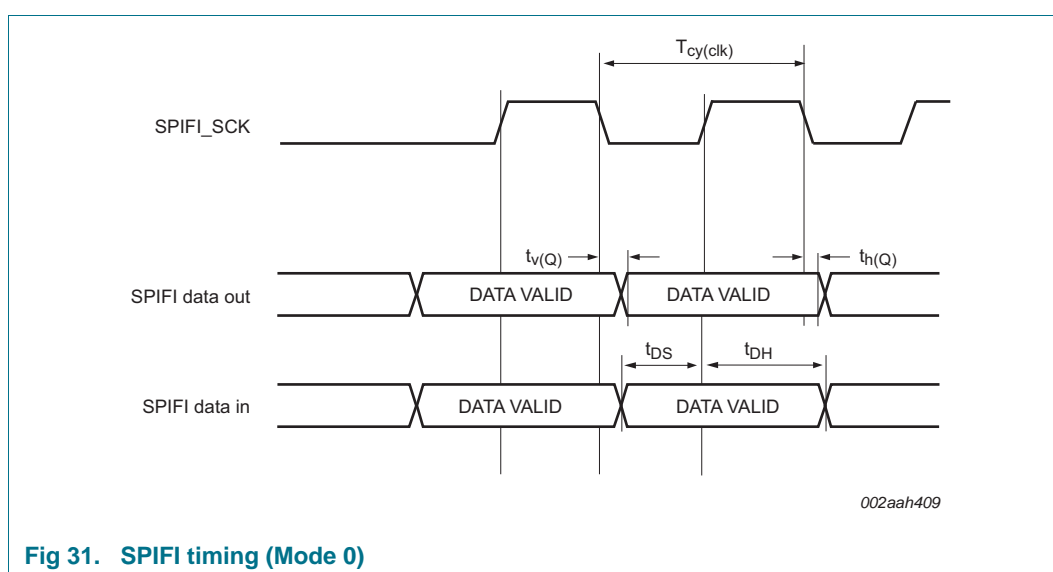 Tcy(clk)
SPIFI_SCK
tv(Q)
th(Q)
SPIFI data out
DATA VALID
DATA VALID
tDS
tDH
SPIFI data in
DATA VALID
DATA VALID
002aah409
Fig 31. SPIFI timing (Mode 0)